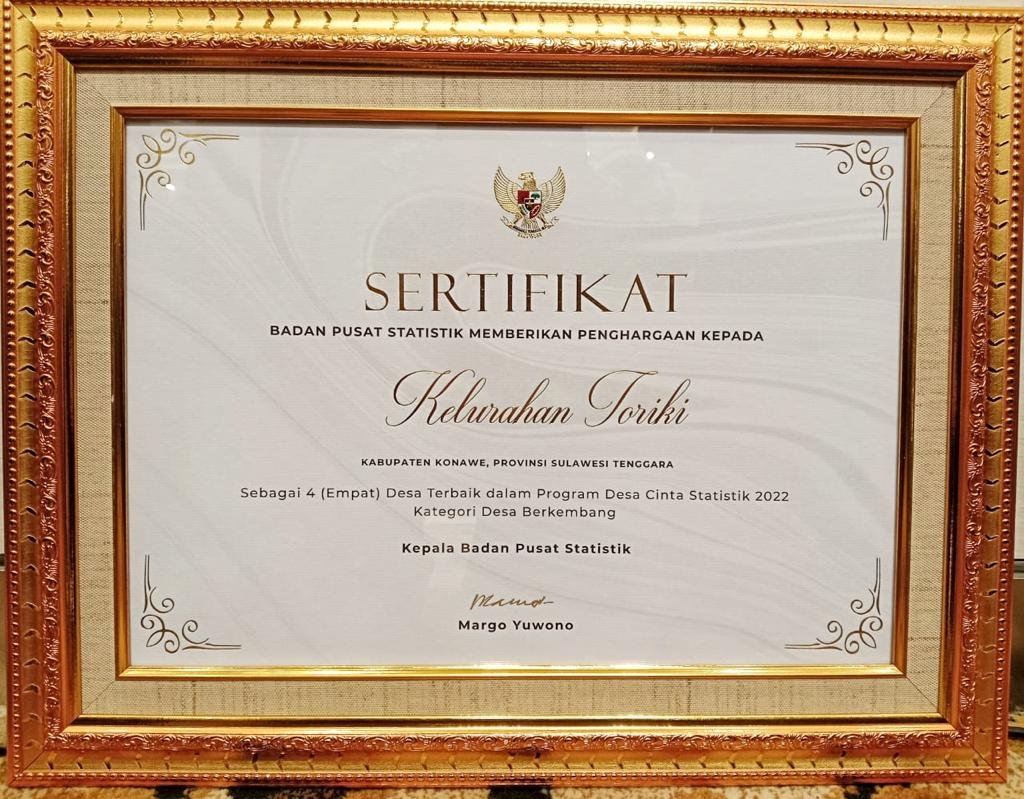 SERTIFIKAT
BADAN PUSAT STATISTIK MEMBERIKAN PENGHARGAAN KEPADA
Kelurahan Toriki
KABUPATEN KONAWE, PROVINSI SULAWESI TENGGARA
Sebagai 4 (Empat) Desa Terbaik dalam Program Desa Cinta Statistik 2022
Kategori Desa Berkembang
Kepala Badan Pusat Statistik
Margo Yuwono